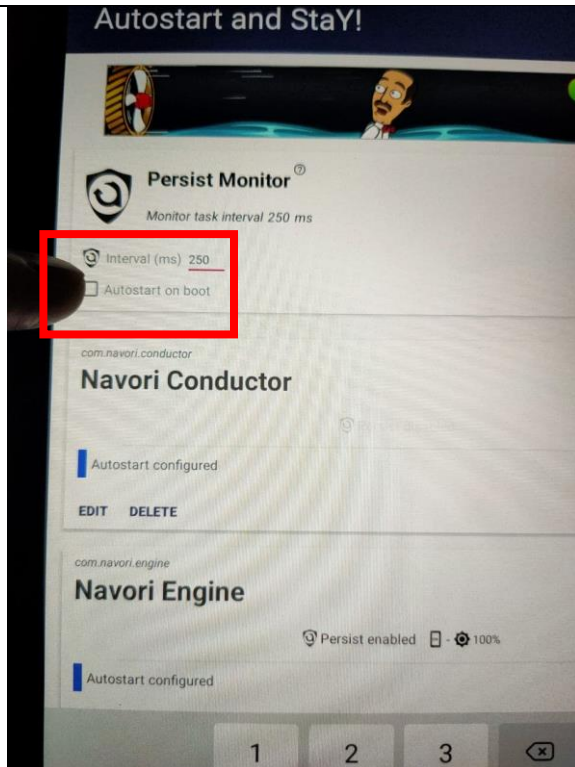 Autostart and StaY!
Persist Monitor
Monitor task interval 250 ms
Interval (ms) 250
Autostart on boot
com.navori.conductor
Navori Conductor
Autostart configured
EDIT DELETE
com.navori.engine
Navori Engine
Persist enabled - 100%
Autostart configured
1 2 3